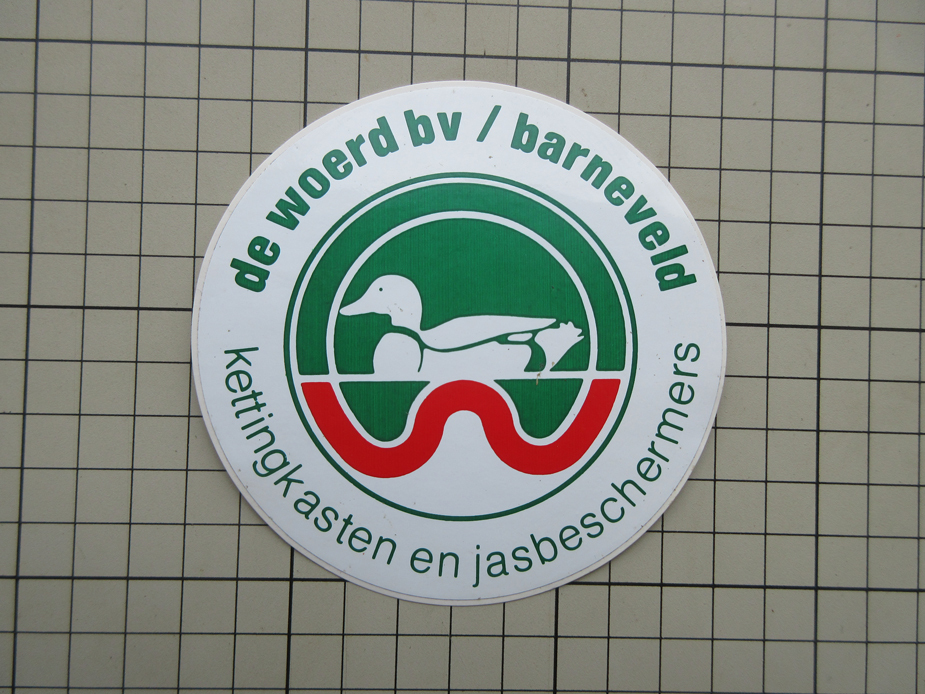 de woerd bv / barneveld
kettingkasten en jasbeschermers